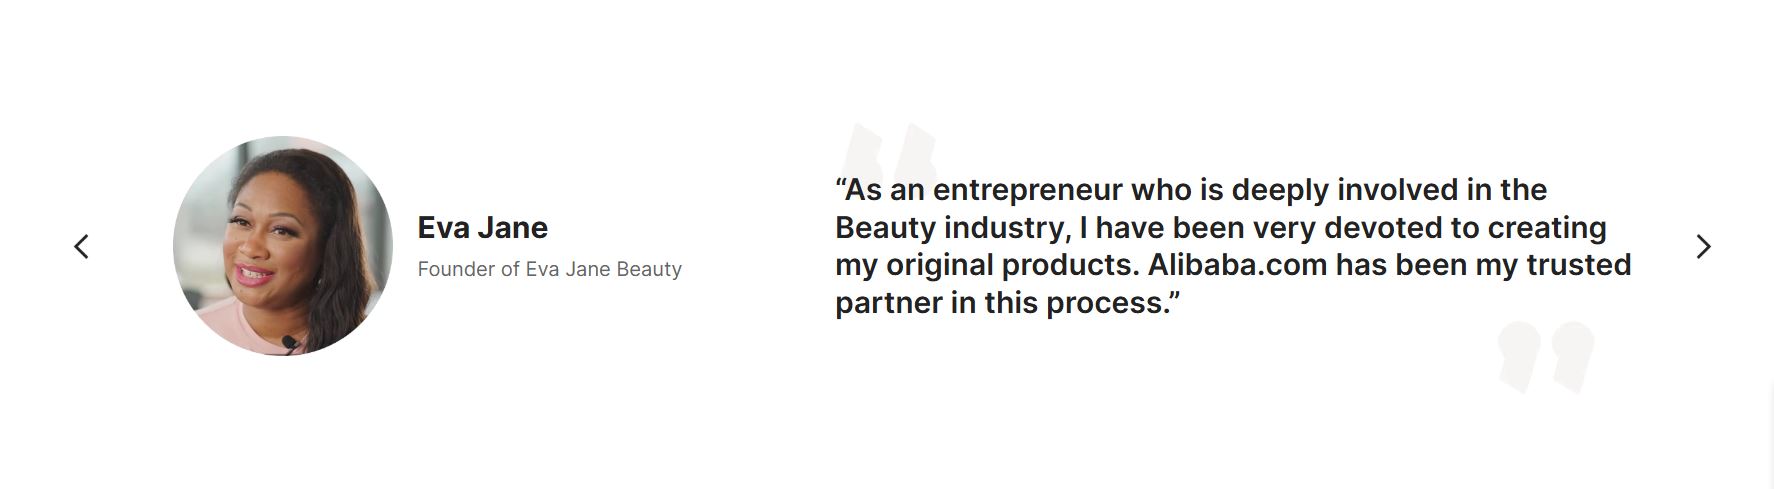 Eva Jane
Founder of Eva Jane Beauty
“As an entrepreneur who is deeply involved in the
Beauty industry, I have been very devoted to creating
my original products. Alibaba.com has been my trusted
partner in this process.”